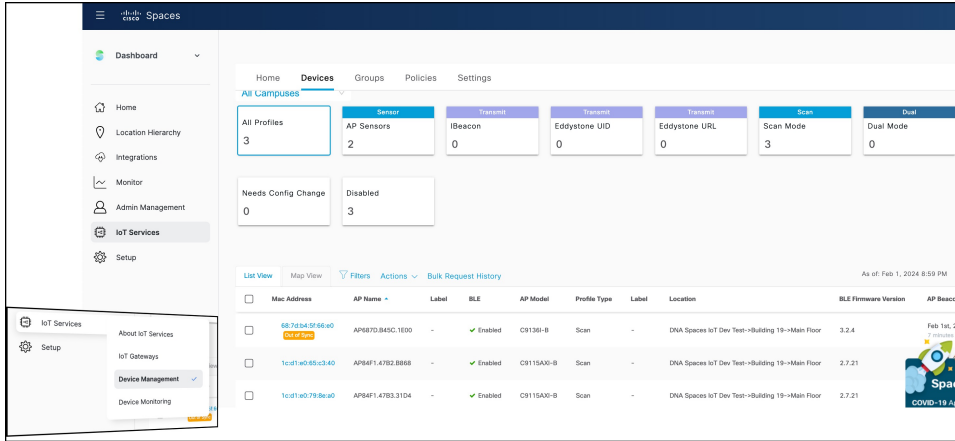 CISCO Spaces
Dashboard
Home
Location Hierarchy
Integrations
Monitor
Admin Management
IoT Services
Setup
Home Devices Groups Policies Settings
All Campuses
All Profiles
3
Sensor
AP Sensors
2
Transmit
IBeacon
0
Transmit
Eddystone UID
0
Transmit
Eddystone URL
0
Scan
Scan Mode
3
Dual
Dual Mode
0
Needs Config Change
0
Disabled
3
List View Map View Filters Actions Bulk Request History As of: Feb 1, 2024 8:59 PM
Mac Address AP Name Label BLE AP Model Profile Type Label Location BLE Firmware Version AP Beaco
68:7d:b4:5f:66:e0 AP687D.B45C.1E00 - Enabled C9136I-B Scan - DNA Spaces IoT Dev Test->Building 19->Main Floor 3.2.4 Feb 1st, 2
Out of Sync 7 minutes
1c:d1:e0:65:c3:40 AP84F1.47B2.B868 - Enabled C9115AXI-B Scan - DNA Spaces IoT Dev Test->Building 19->Main Floor 2.7.21
1c:d1:e0:79:8e:a0 AP84F1.47B3.31D4 - Enabled C9115AXI-B Scan - DNA Spaces IoT Dev Test->Building 19->Main Floor 2.7.21
Spac
COVID-19 A
IoT Services
Setup
About IoT Services
IoT Gateways
Device Management
Device Monitoring